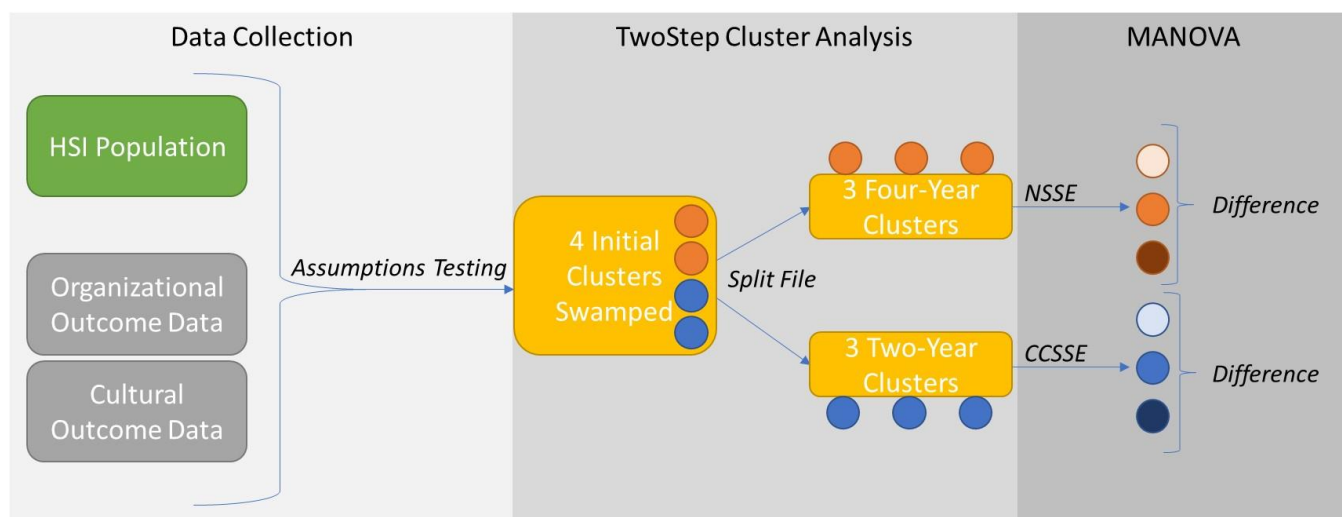 Data Collection
TwoStep Cluster Analysis
MANOVA
HSI Population
Organizational
Outcome Data
Cultural
Outcome Data
Assumptions Testing
4 Initial
Clusters
Swamped
Split File
3 Four-Year
Clusters
3 Two-Year
Clusters
NSSE
CCSSE
Difference
Difference